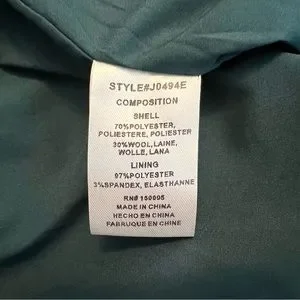 STYLE#J0494E
COMPOSITION
SHELL
70%POLYESTER,
POLIESTERE, POLIESTER
30%WOOL,LAINE,
WOLLE, LANA
LINING
97%POLYESTER
3%SPANDEX, ELASTHANNE
RN# 150095
MADE IN CHINA
HECHO EN CHINA
FABRIQUE EN CHINE